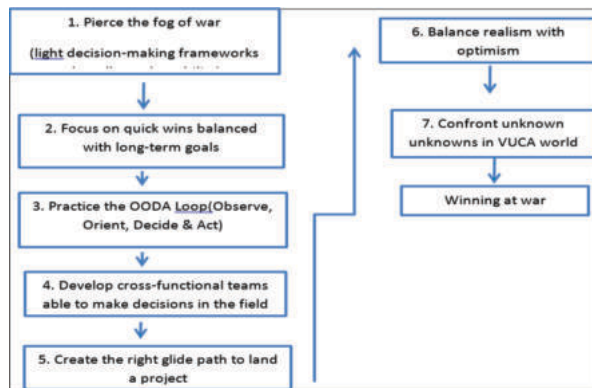 1. Pierce the fog of war
(light decision-making frameworks
2. Focus on quick wins balanced
with long-term goals
3. Practice the OODA Loop(Observe,
Orient, Decide & Act)
4. Develop cross-functional teams
able to make decisions in the field
5. Create the right glide path to land
a project
6. Balance realism with
optimism
7. Confront unknown
unknowns in VUCA world
Winning at war